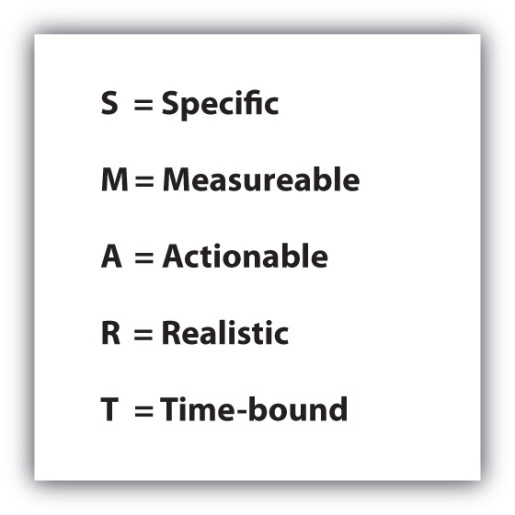 S = Specific
M = Measureable
A = Actionable
R = Realistic
T = Time-bound